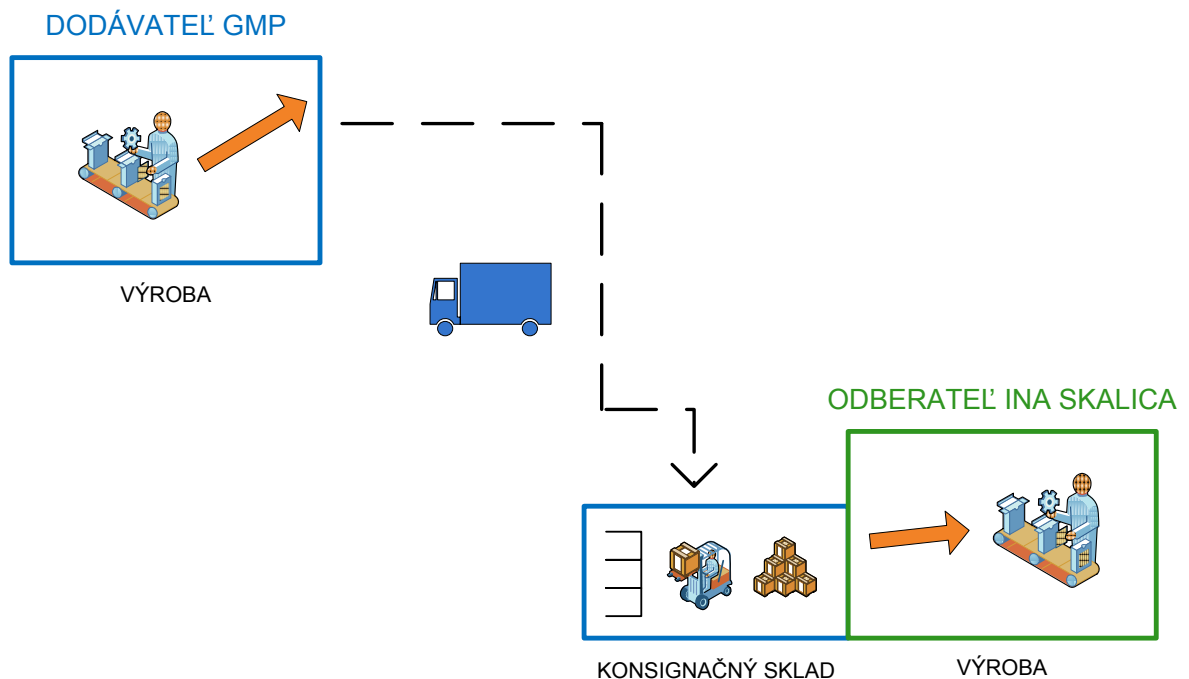 DODÁVATEĽ GMP
VÝROBA
ODBERATEĽ INA SKALICA
KONSIGNAČNÝ SKLAD
VÝROBA